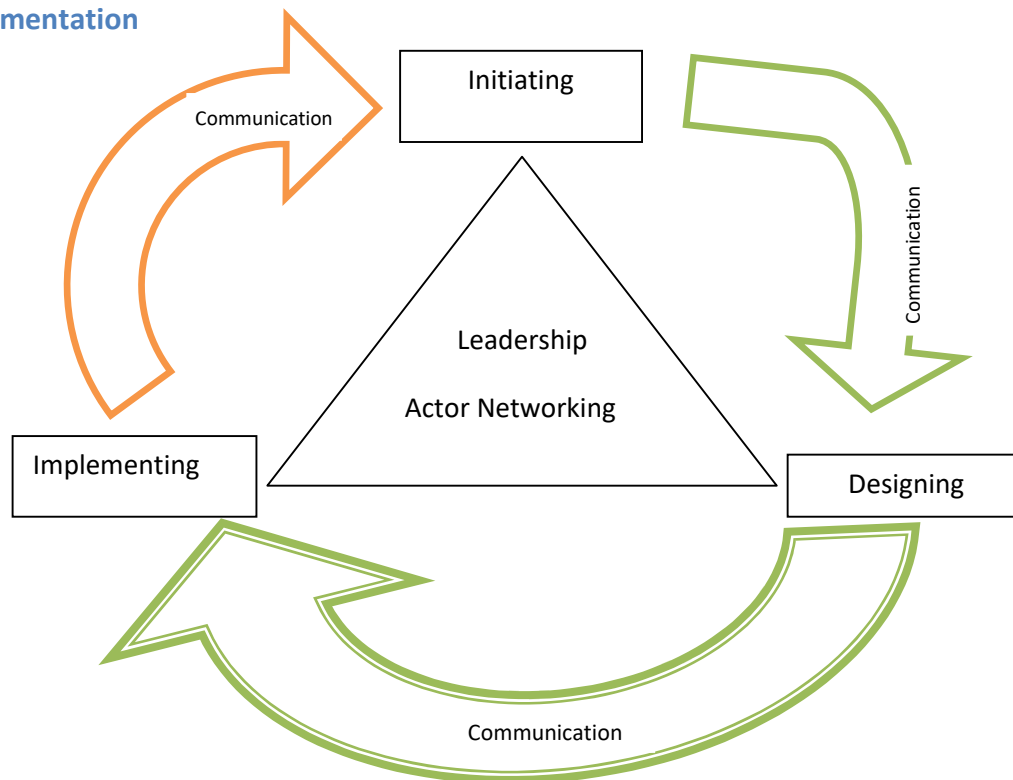 mentation
Initiating
Communication
Communication
Leadership
Actor Networking
Implementing
Designing
Communication